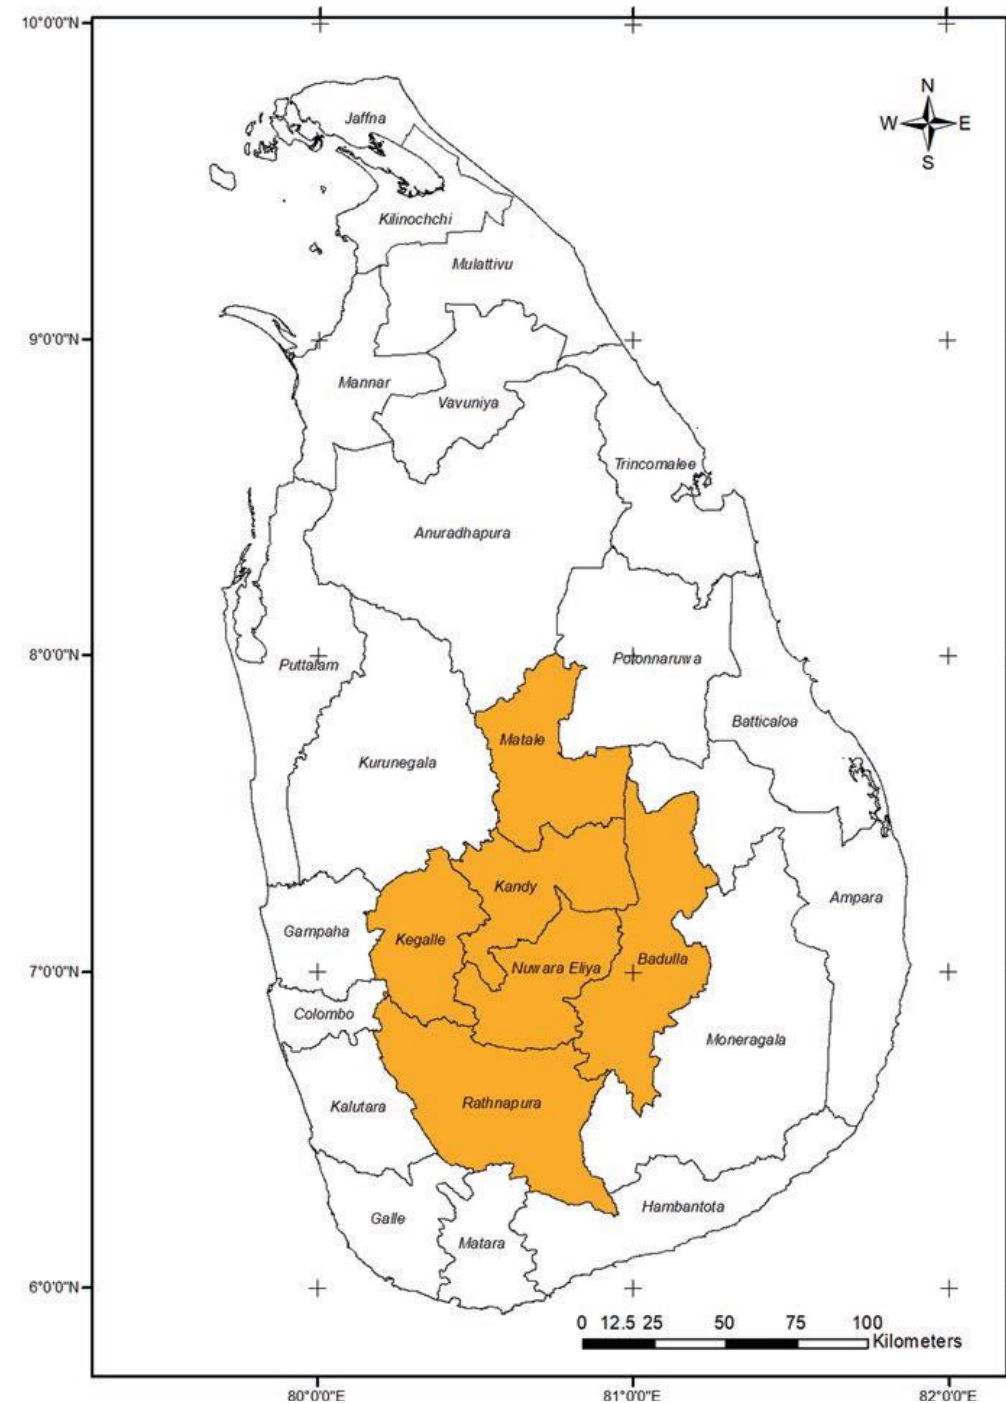 10°0'0"N
N
W E
S
Jaffna
Kilinochchi
Mulattivu
9°0'0"N
Mannar
Vavuniya
Trincomalee
Anuradhapura
8°0'0"N
Puttalam
Polonnaruwa
Batticaloa
Matale
Kurunegala
Kandy
Ampara
Gampaha
Kegalle
Nuwara Eliya
Badulla
7°0'0"N
Colombo
Moneragala
Kalutara
Rathnapura
Hambantota
Galle
Matara
6°0'0"N
0 12.5 25 50 75 100
Kilometers
80°0'0"E 81°0'0"E 82°0'0"E